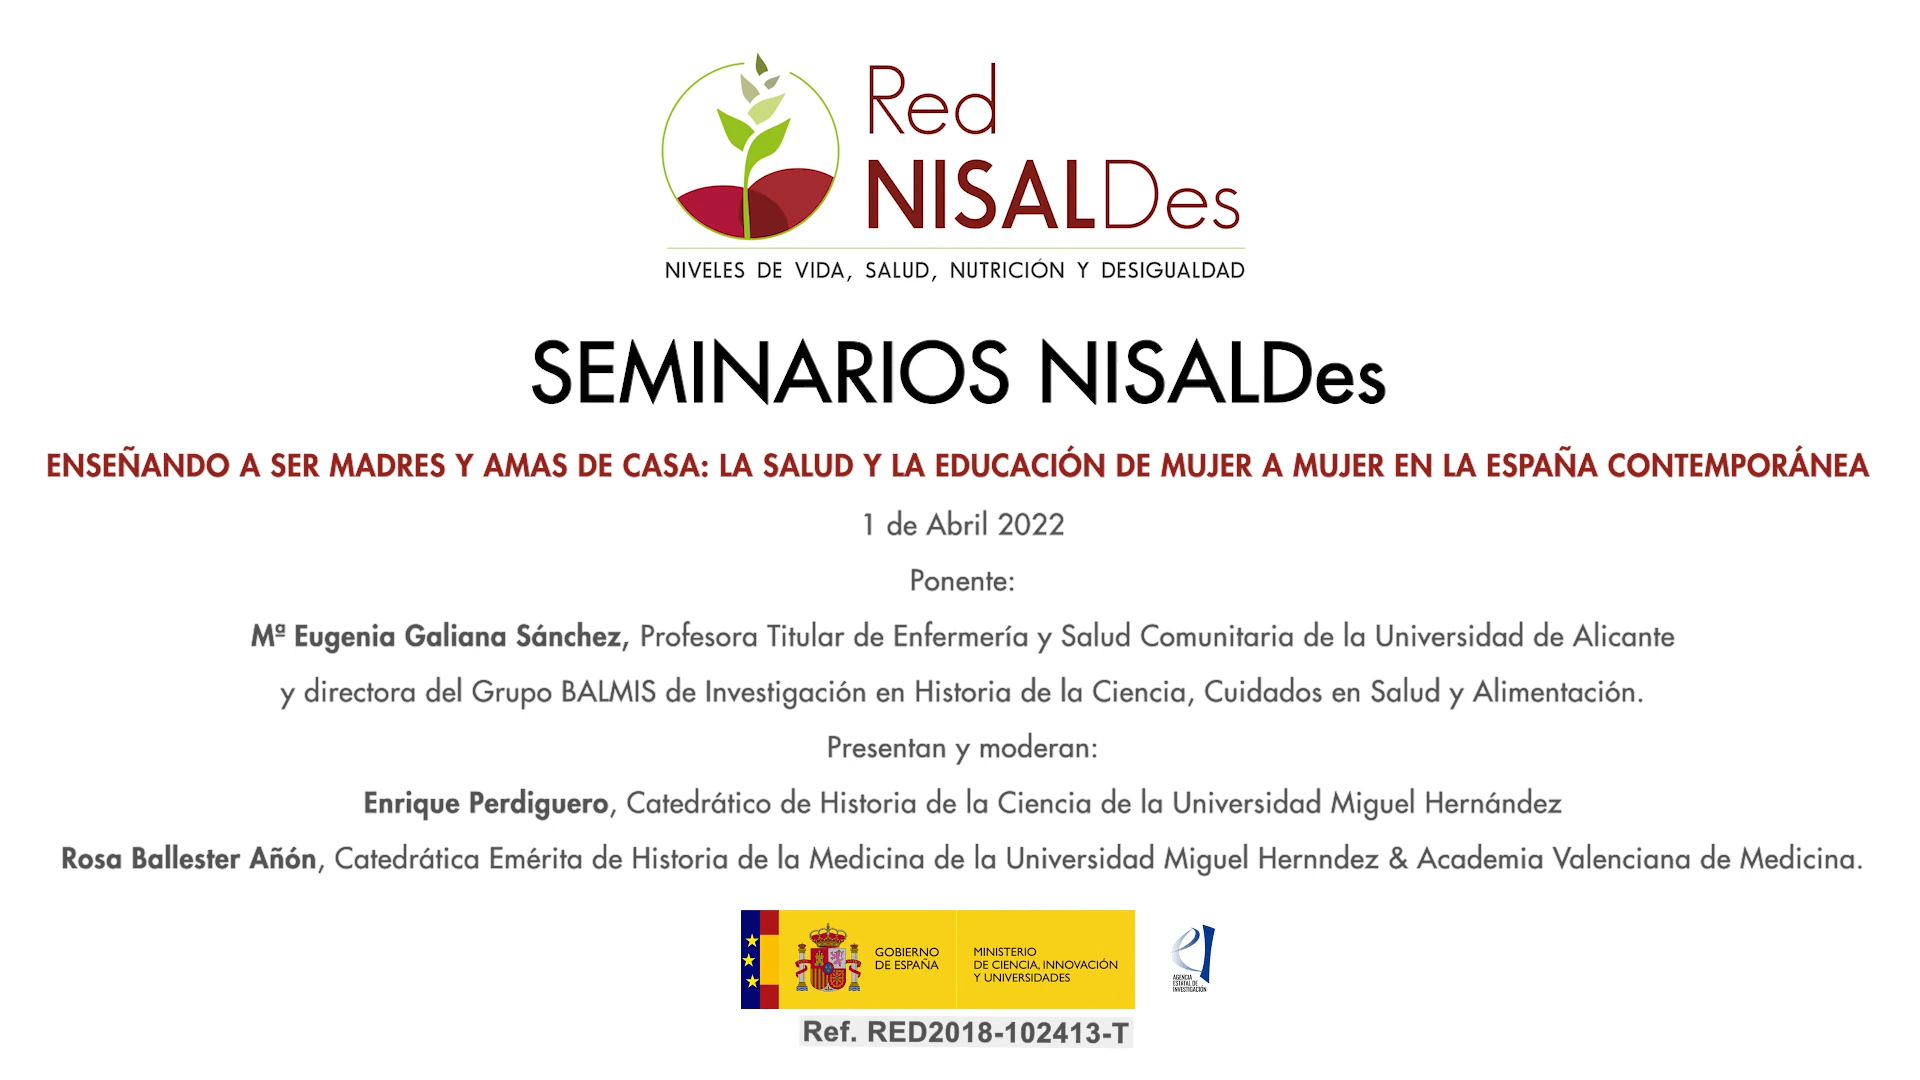 Red
NISALDes
NIVELES DE VIDA, SALUD, NUTRICIÓN Y DESIGUALDAD
SEMINARIOS NISALDes
ENSEÑANDO A SER MADRES Y AMAS DE CASA: LA SALUD Y LA EDUCACIÓN DE MUJER A MUJER EN LA ESPAÑA CONTEMPORÁNEA
1 de Abril 2022
Ponente:
Mª Eugenia Galiana Sánchez, Profesora Titular de Enfermería y Salud Comunitaria de la Universidad de Alicante
y directora del Grupo BALMIS de Investigación en Historia de la Ciencia, Cuidados en Salud y Alimentación.
Presentan y moderan:
Enrique Perdiguero, Catedrático de Historia de la Ciencia de la Universidad Miguel Hernández
Rosa Ballester Añón, Catedrática Emérita de Historia de la Medicina de la Universidad Miguel Hernndez & Academia Valenciana de Medicina.
GOBIERNO
DE ESPAÑA
MINISTERIO
DE CIENCIA, INNOVACIÓN
Y UNIVERSIDADES
AGENCIA
ESTATAL DE
INVESTIGACIÓN
Ref. RED2018-102413-T